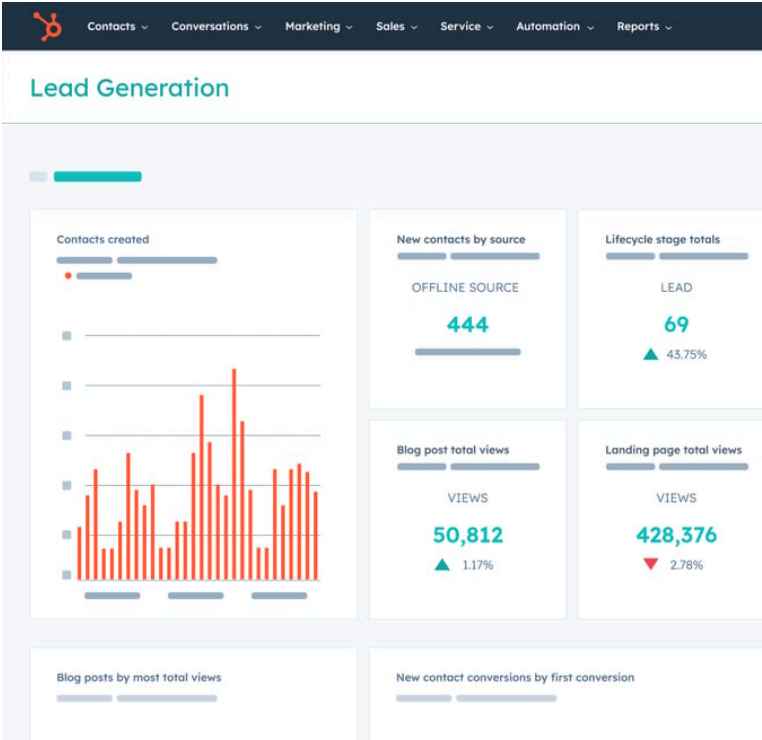 Contacts Conversations Marketing Sales Service Automation Reports
Lead Generation
Contacts created
New contacts by source
OFFLINE SOURCE
444
Lifecycle stage totals
LEAD
69
43.75%
Blog post total views
VIEWS
50,812
1.17%
Landing page total views
VIEWS
428,376
2.78%
Blog posts by most total views
New contact conversions by first conversion